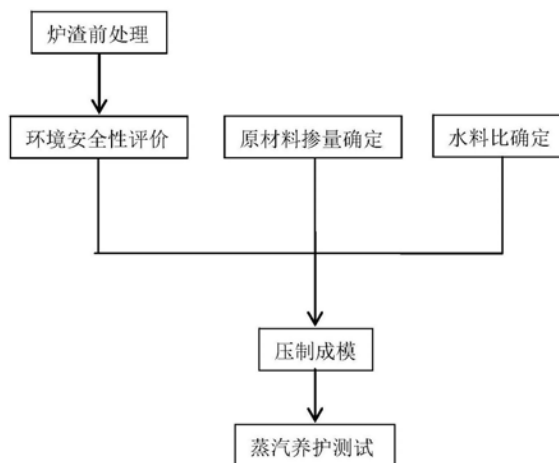 炉渣前处理
环境安全性评价
原材料掺量确定
水料比确定
压制成模
蒸汽养护测试